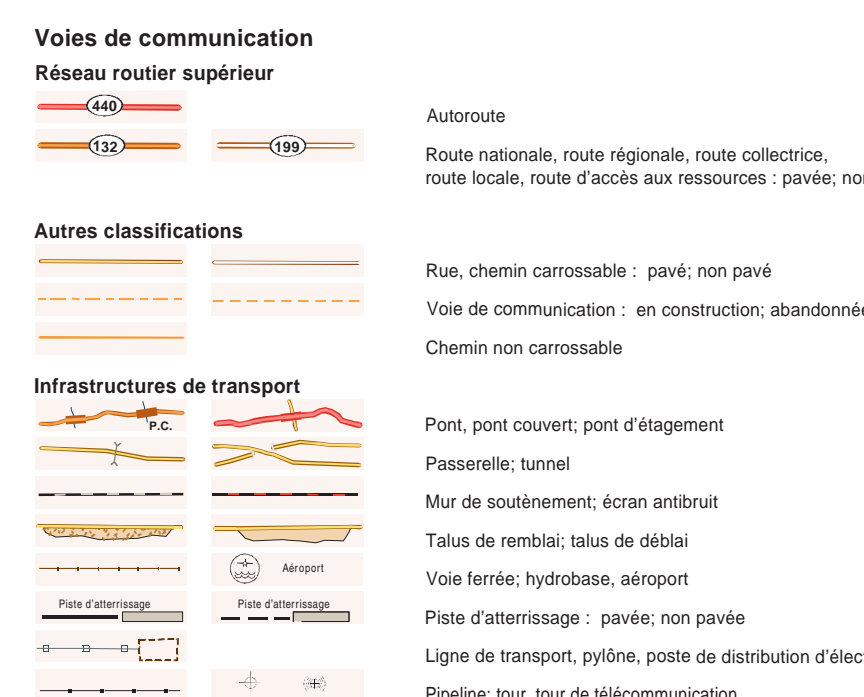 Voies de communication
Réseau routier supérieur
440
Autoroute
132 199
Route nationale, route régionale, route collectrice,
route locale, route d'accès aux ressources : pavée;
Autres classifications
Rue, chemin carrossable : pavé; non pavé
Voie de communication : en construction; abandonnée
Chemin non carrossable
Infrastructures de transport
P.C.
Pont, pont couvert; pont d'étagement
Passerelle; tunnel
Mur de soutènement; écran antibruit
Talus de remblai; talus de déblai
Aéroport
Voie ferrée; hydrobase, aéroport
Piste d'atterrissage Piste d'atterrissage
Piste d'atterrissage : pavée; non pavée
Ligne de transport, pylône, poste de distribution
Pipeline; tour, tour de télécommunication